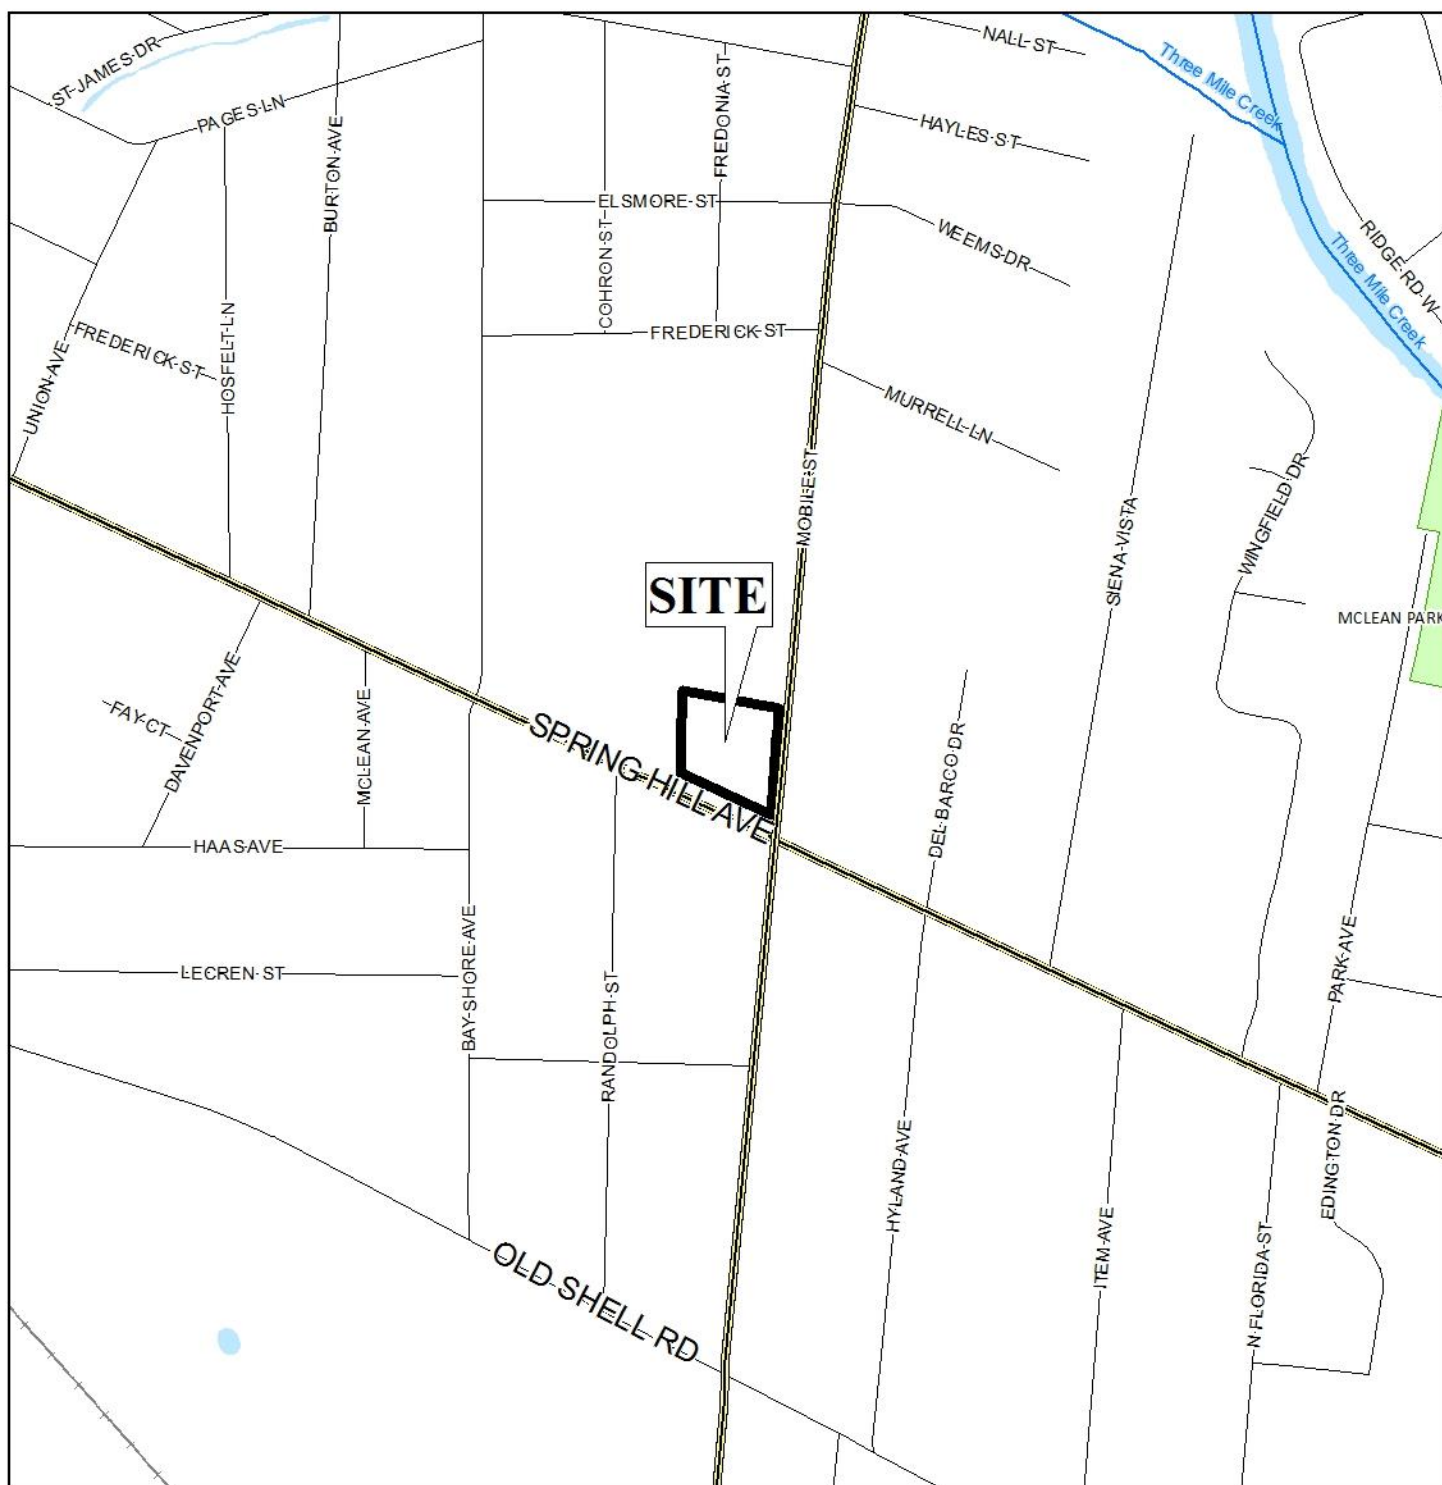 NALL ST
ST JAMES DR
Three Mile Creek
PAGES LN
FREDONIA ST
HAYLES ST
BURTON AVE
ELSMORE ST
WEEMS DR
RIDGE RD W
COHRON ST
Three Mile Creek
FREDERICK ST
FREDERICK ST
HOSFELT LN
UNION AVE
MURRELL LN
MOBILE ST
WINGFIELD DR
SIENA VISTA
SITE
MCLEAN PARK
FAY CT
DAVENPORT AVE
MCLEAN AVE
SPRING HILL AVE
DEL BARCO DR
HAAS AVE
LECREN ST
BAY SHORE AVE
RANDOLPH ST
PARK AVE
HYLAND AVE
EDINGTON DR
ITEM AVE
N FLORIDA ST
OLD SHELL RD